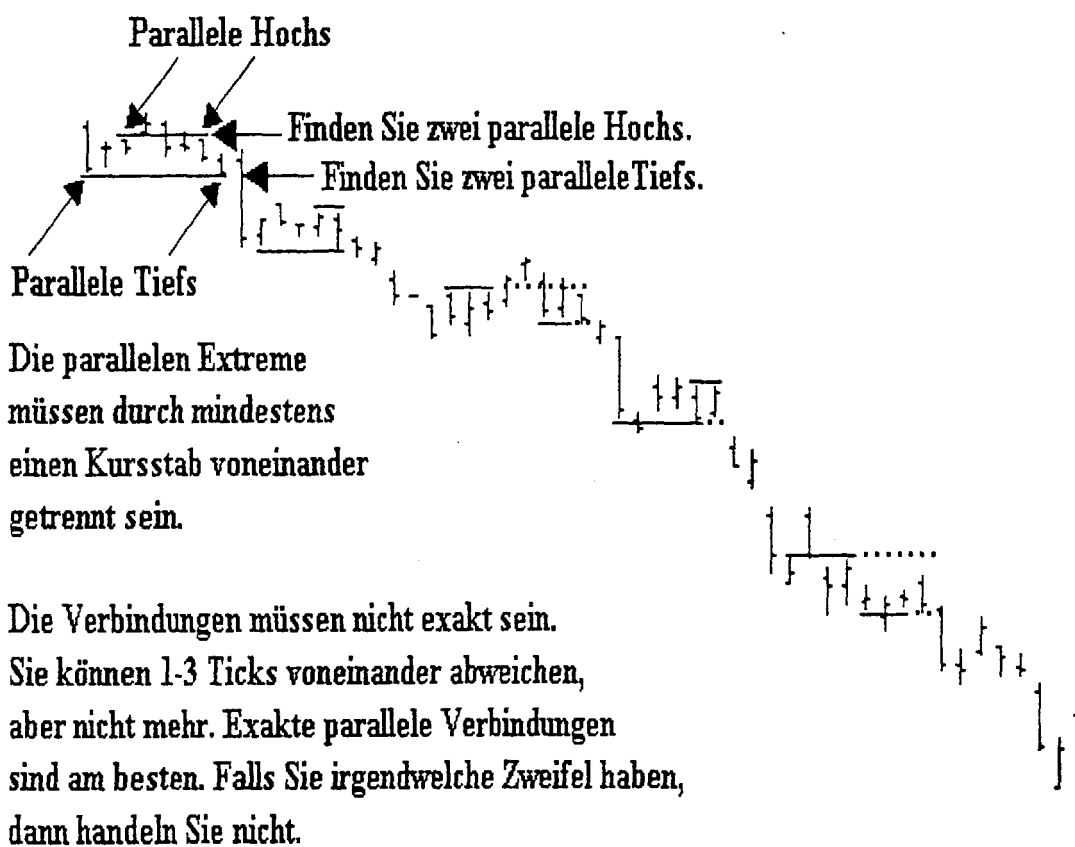 Parallele Hochs
Finden Sie zwei parallele Hochs.
Finden Sie zwei parallele Tiefs.
Parallele Tiefs
Die parallelen Extreme
müssen durch mindestens
einen Kursstab voneinander
getrennt sein.
Die Verbindungen müssen nicht exakt sein.
Sie können 1-3 Ticks voneinander abweichen,
aber nicht mehr. Exakte parallele Verbindungen
sind am besten. Falls Sie irgendwelche Zweifel haben,
dann handeln Sie nicht.